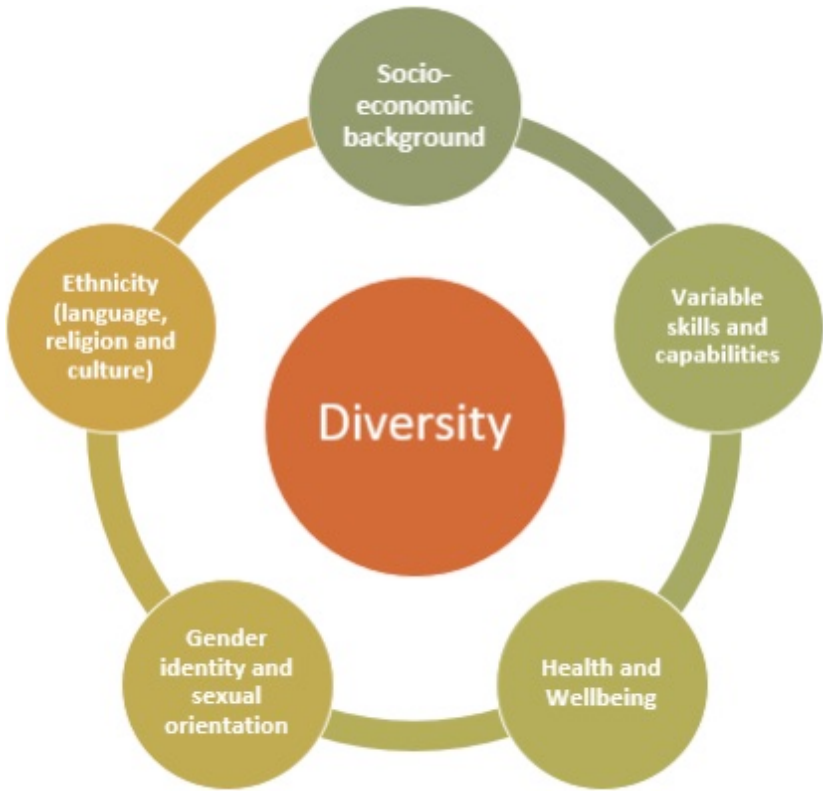 Socio-
economic
background
Variable
skills and
capabilities
Health and
Wellbeing
Gender
identity and
sexual
orientation
Ethnicity
(language,
religion and
culture)
Diversity